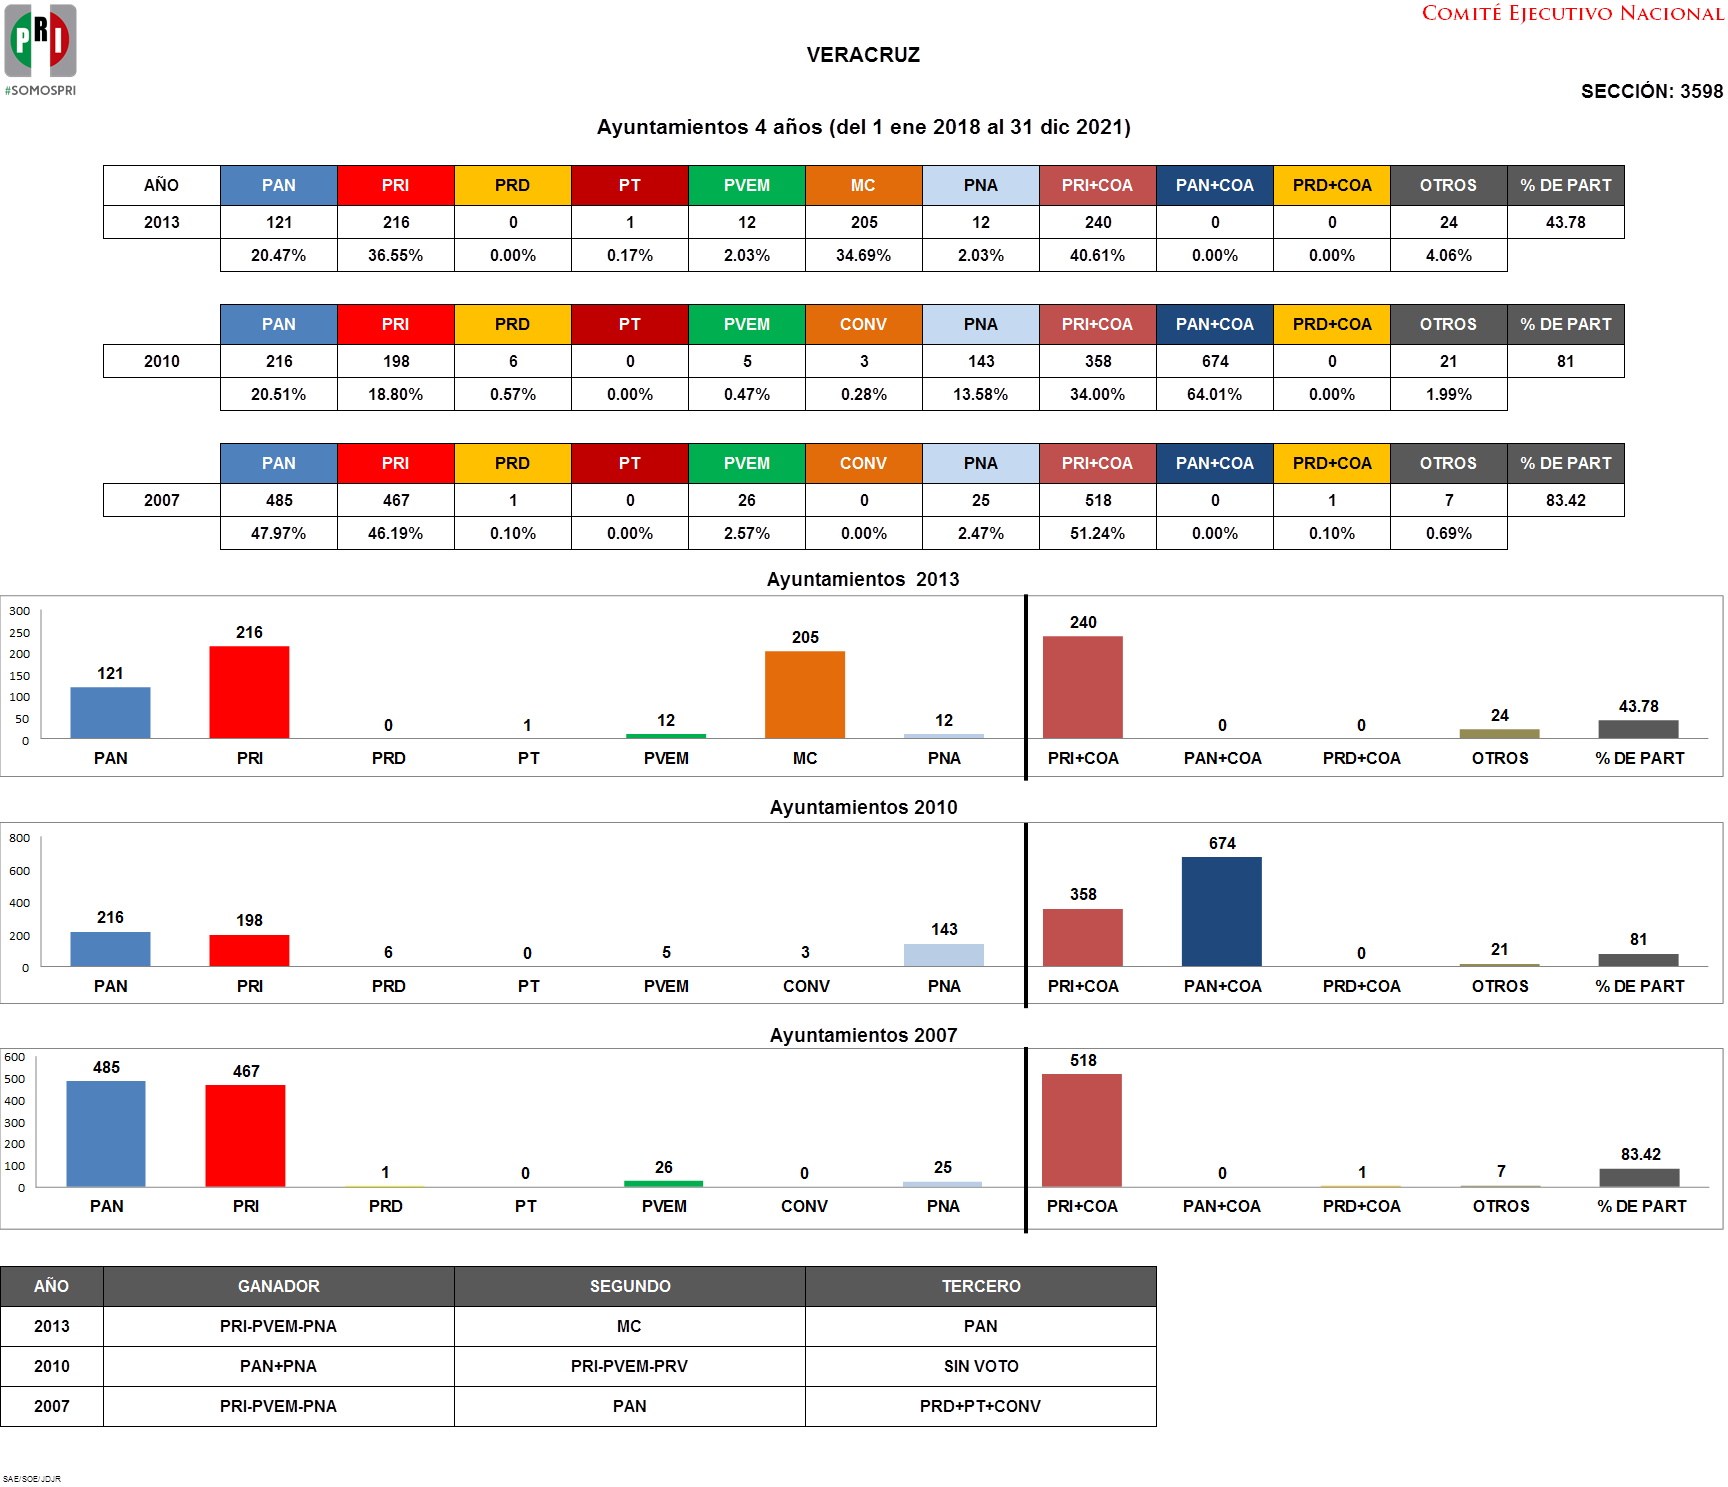 PRI
COMITÉ EJECUTIVO NACIONAL
VERACRUZ
#SOMOSPRI
SECCIÓN: 3598
Ayuntamientos 4 años (del 1 ene 2018 al 31 dic 2021)
AÑO PAN PRI PRD PT PVEM MC PNA PRI+COA PAN+COA PRD+COA OTROS % DE PART
2013 121 216 0 1 12 205 12 240 0 0 24 43.78
20.47% 36.55% 0.00% 0.17% 2.03% 34.69% 2.03% 40.61% 0.00% 0.00% 4.06%
PAN PRI PRD PT PVEM CONV PNA PRI+COA PAN+COA PRD+COA OTROS % DE PART
2010 216 198 6 0 5 3 143 358 674 0 21 81
20.51% 18.80% 0.57% 0.00% 0.47% 0.28% 13.58% 34.00% 64.01% 0.00% 1.99%
PAN PRI PRD PT PVEM CONV PNA PRI+COA PAN+COA PRD+COA OTROS % DE PART
2007 485 467 1 0 26 0 25 518 0 1 7 83.42
47.97% 46.19% 0.10% 0.00% 2.57% 0.00% 2.47% 51.24% 0.00% 0.10% 0.69%
Ayuntamientos 2013
300
250
200
150
100
50
0
121 216 0 1 12 205 12 240 0 0 24 43.78
PAN PRI PRD PT PVEM MC PNA PRI+COA PAN+COA PRD+COA OTROS % DE PART
Ayuntamientos 2010
800
600
400
200
0
216 198 6 0 5 3 143 358 674 0 21 81
PAN PRI PRD PT PVEM CONV PNA PRI+COA PAN+COA PRD+COA OTROS % DE PART
Ayuntamientos 2007
600
500
400
300
200
100
0
485 467 1 0 26 0 25 518 0 1 7 83.42
PAN PRI PRD PT PVEM CONV PNA PRI+COA PAN+COA PRD+COA OTROS % DE PART
AÑO GANADOR SEGUNDO TERCERO
2013 PRI-PVEM-PNA MC PAN
2010 PAN+PNA PRI-PVEM-PRV SIN VOTO
2007 PRI-PVEM-PNA PAN PRD+PT+CONV
SAE/SOE/JDJR